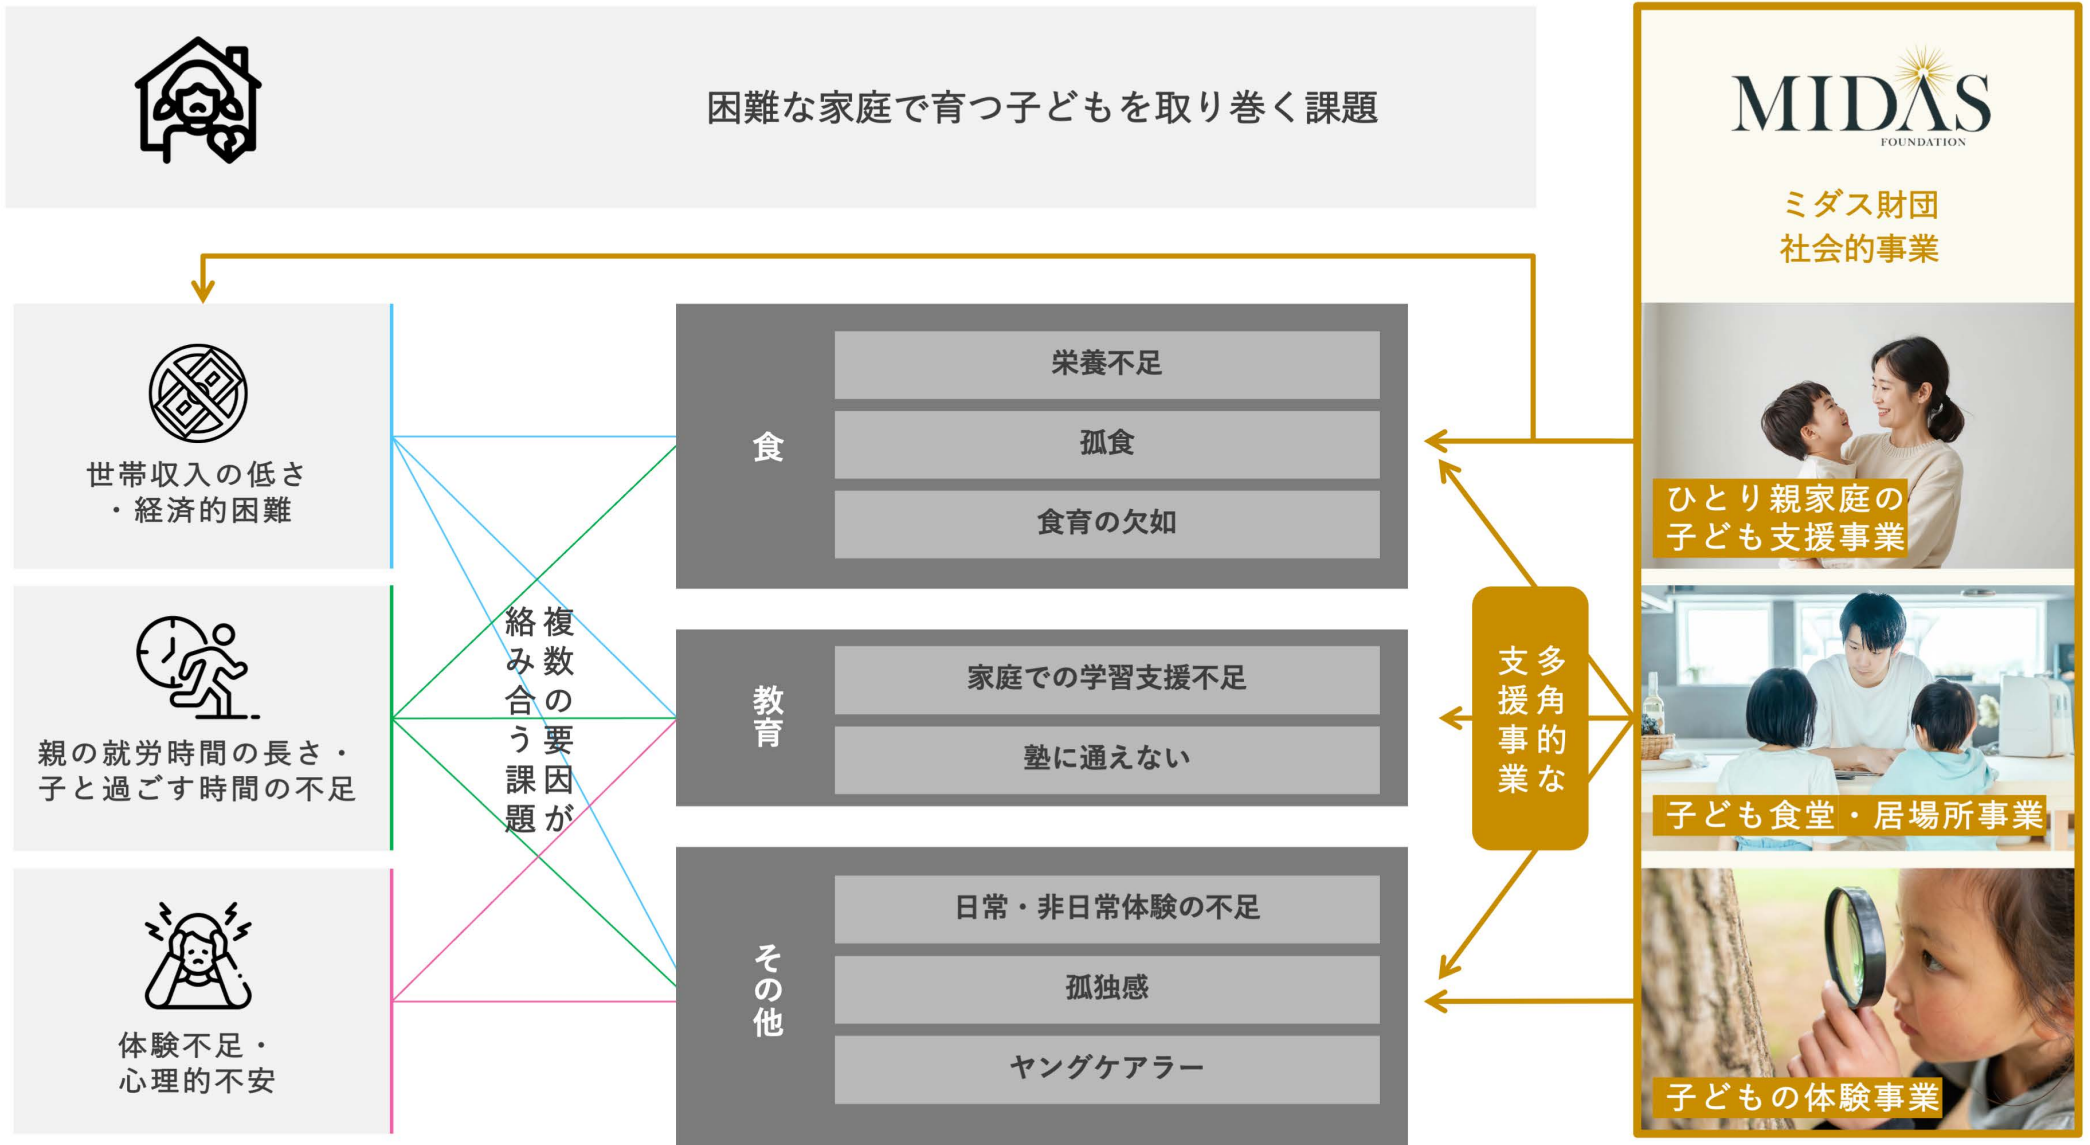 困難な家庭で育つ子どもを取り巻く課題
世帯収入の低さ
・経済的困難
親の就労時間の長さ・
子と過ごす時間の不足
体験不足・
心理的不安
複数の要因が
絡み合う課題
食
栄養不足
孤食
食育の欠如
教育
家庭での学習支援不足
塾に通えない
その他
日常・非日常体験の不足
孤独感
ヤングケアラー
多角的な
支援事業
MIDAS
FOUNDATION
ミダス財団
社会的事業
ひとり親家庭の
子ども支援事業
子ども食堂・居場所事業
子どもの体験事業